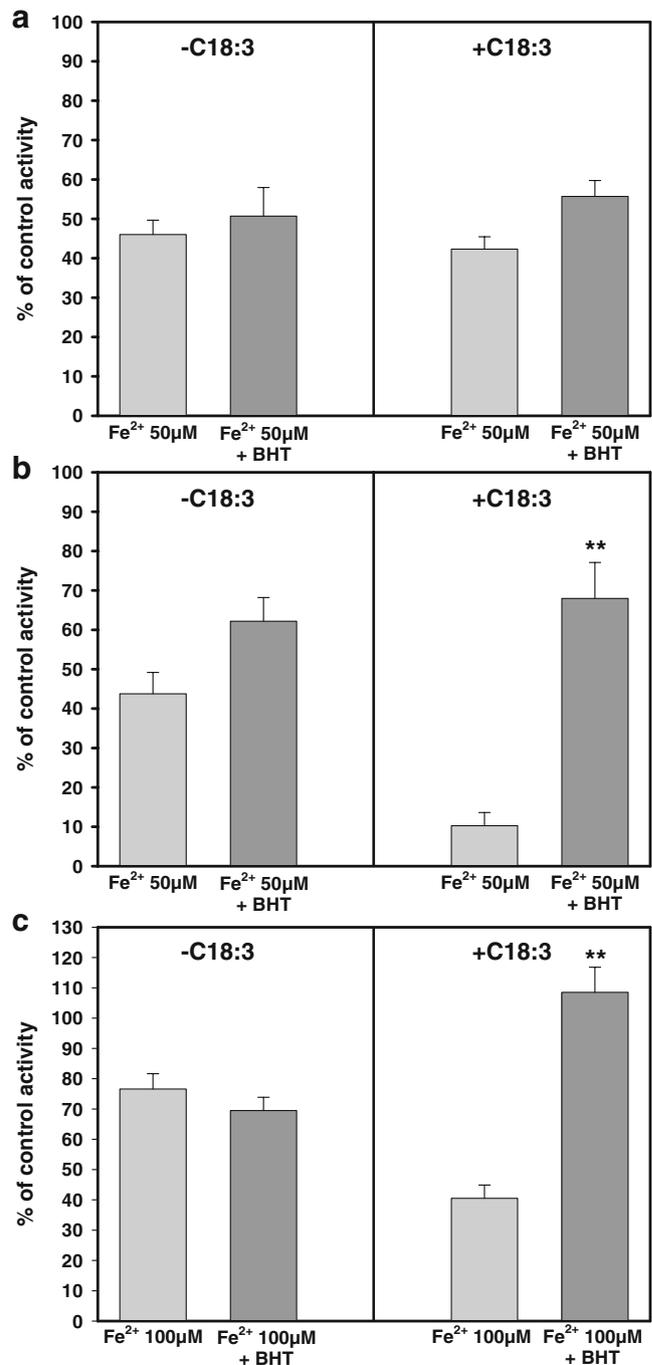 a
% of control activity
100
90
80
70
60
50
40
30
20
10
0
-C18:3
+C18:3
Fe²⁺ 50µM
Fe²⁺ 50µM
+ BHT
Fe²⁺ 50µM
Fe²⁺ 50µM
+ BHT
b
% of control activity
100
90
80
70
60
50
40
30
20
10
0
-C18:3
+C18:3
**
Fe²⁺ 50µM
Fe²⁺ 50µM
+ BHT
Fe²⁺ 50µM
Fe²⁺ 50µM
+ BHT
c
% of control activity
130
120
110
100
90
80
70
60
50
40
30
20
10
0
-C18:3
+C18:3
**
Fe²⁺ 100µM
Fe²⁺ 100µM
+ BHT
Fe²⁺ 100µM
Fe²⁺ 100µM
+ BHT